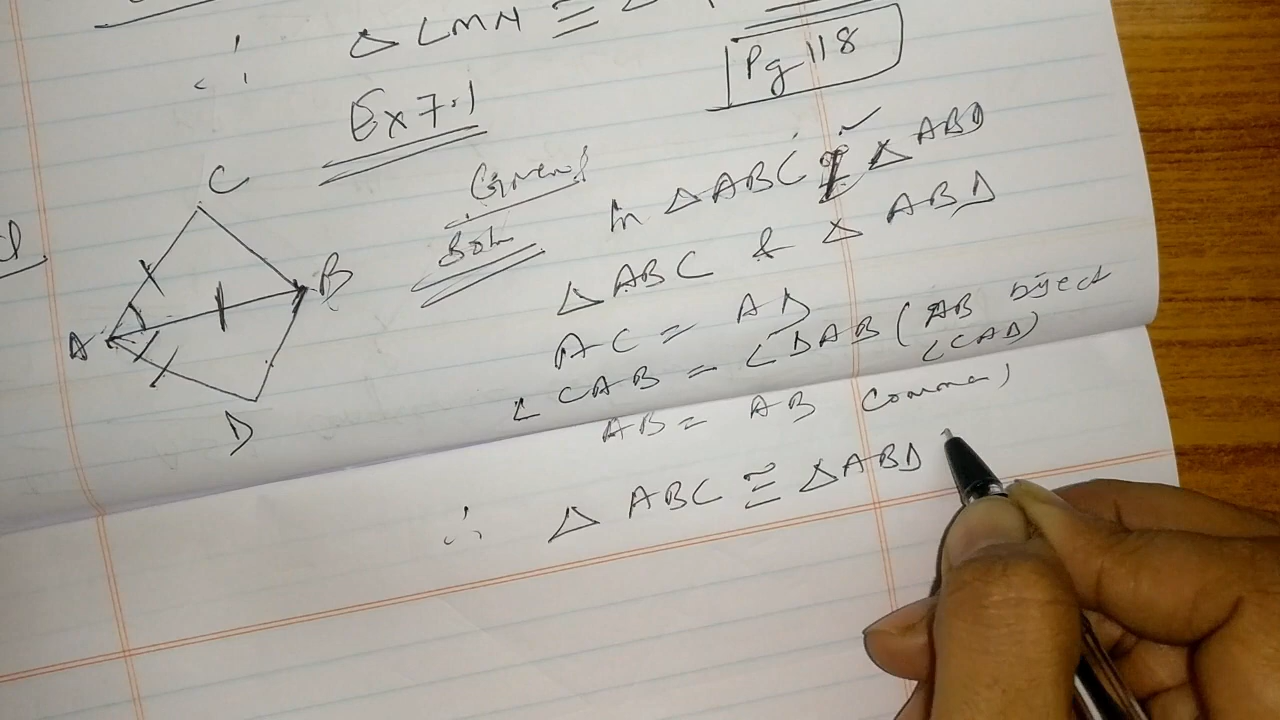 ∴ △ LMN ≅ △
Pg 118
Ex 7.1
Given
In △ABC & △ABD
Soln
△ABC & △ ABD
AC = AD
∠CAB = ∠DAB (AB bisect
∠CAD)
AB = AB Common)
∴ △ ABC ≅ △ABD
C
B
A
D